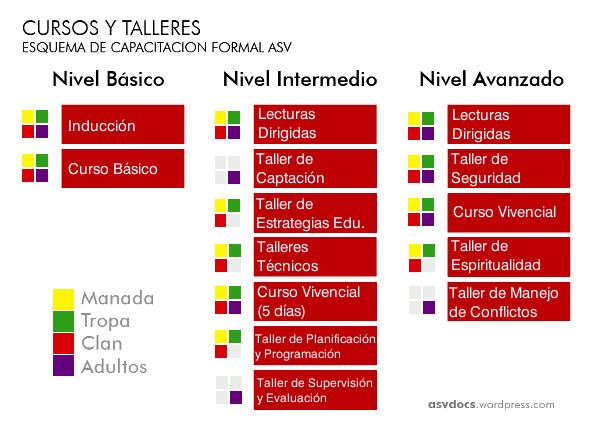 CURSOS Y TALLERES
ESQUEMA DE CAPACITACION FORMAL ASV
Nivel Básico
Inducción
Curso Básico
Nivel Intermedio
Lecturas
Dirigidas
Taller de
Captación
Taller de
Estrategias Edu.
Talleres
Técnicos
Curso Vivencial
(5 días)
Taller de Planificación
y Programación
Taller de Supervisión
y Evaluación
Nivel Avanzado
Lecturas
Dirigidas
Taller de
Seguridad
Curso Vivencial
Taller de
Espiritualidad
Taller de Manejo
de Conflictos
Manada
Tropa
Clan
Adultos
asvdocs.wordpress.com